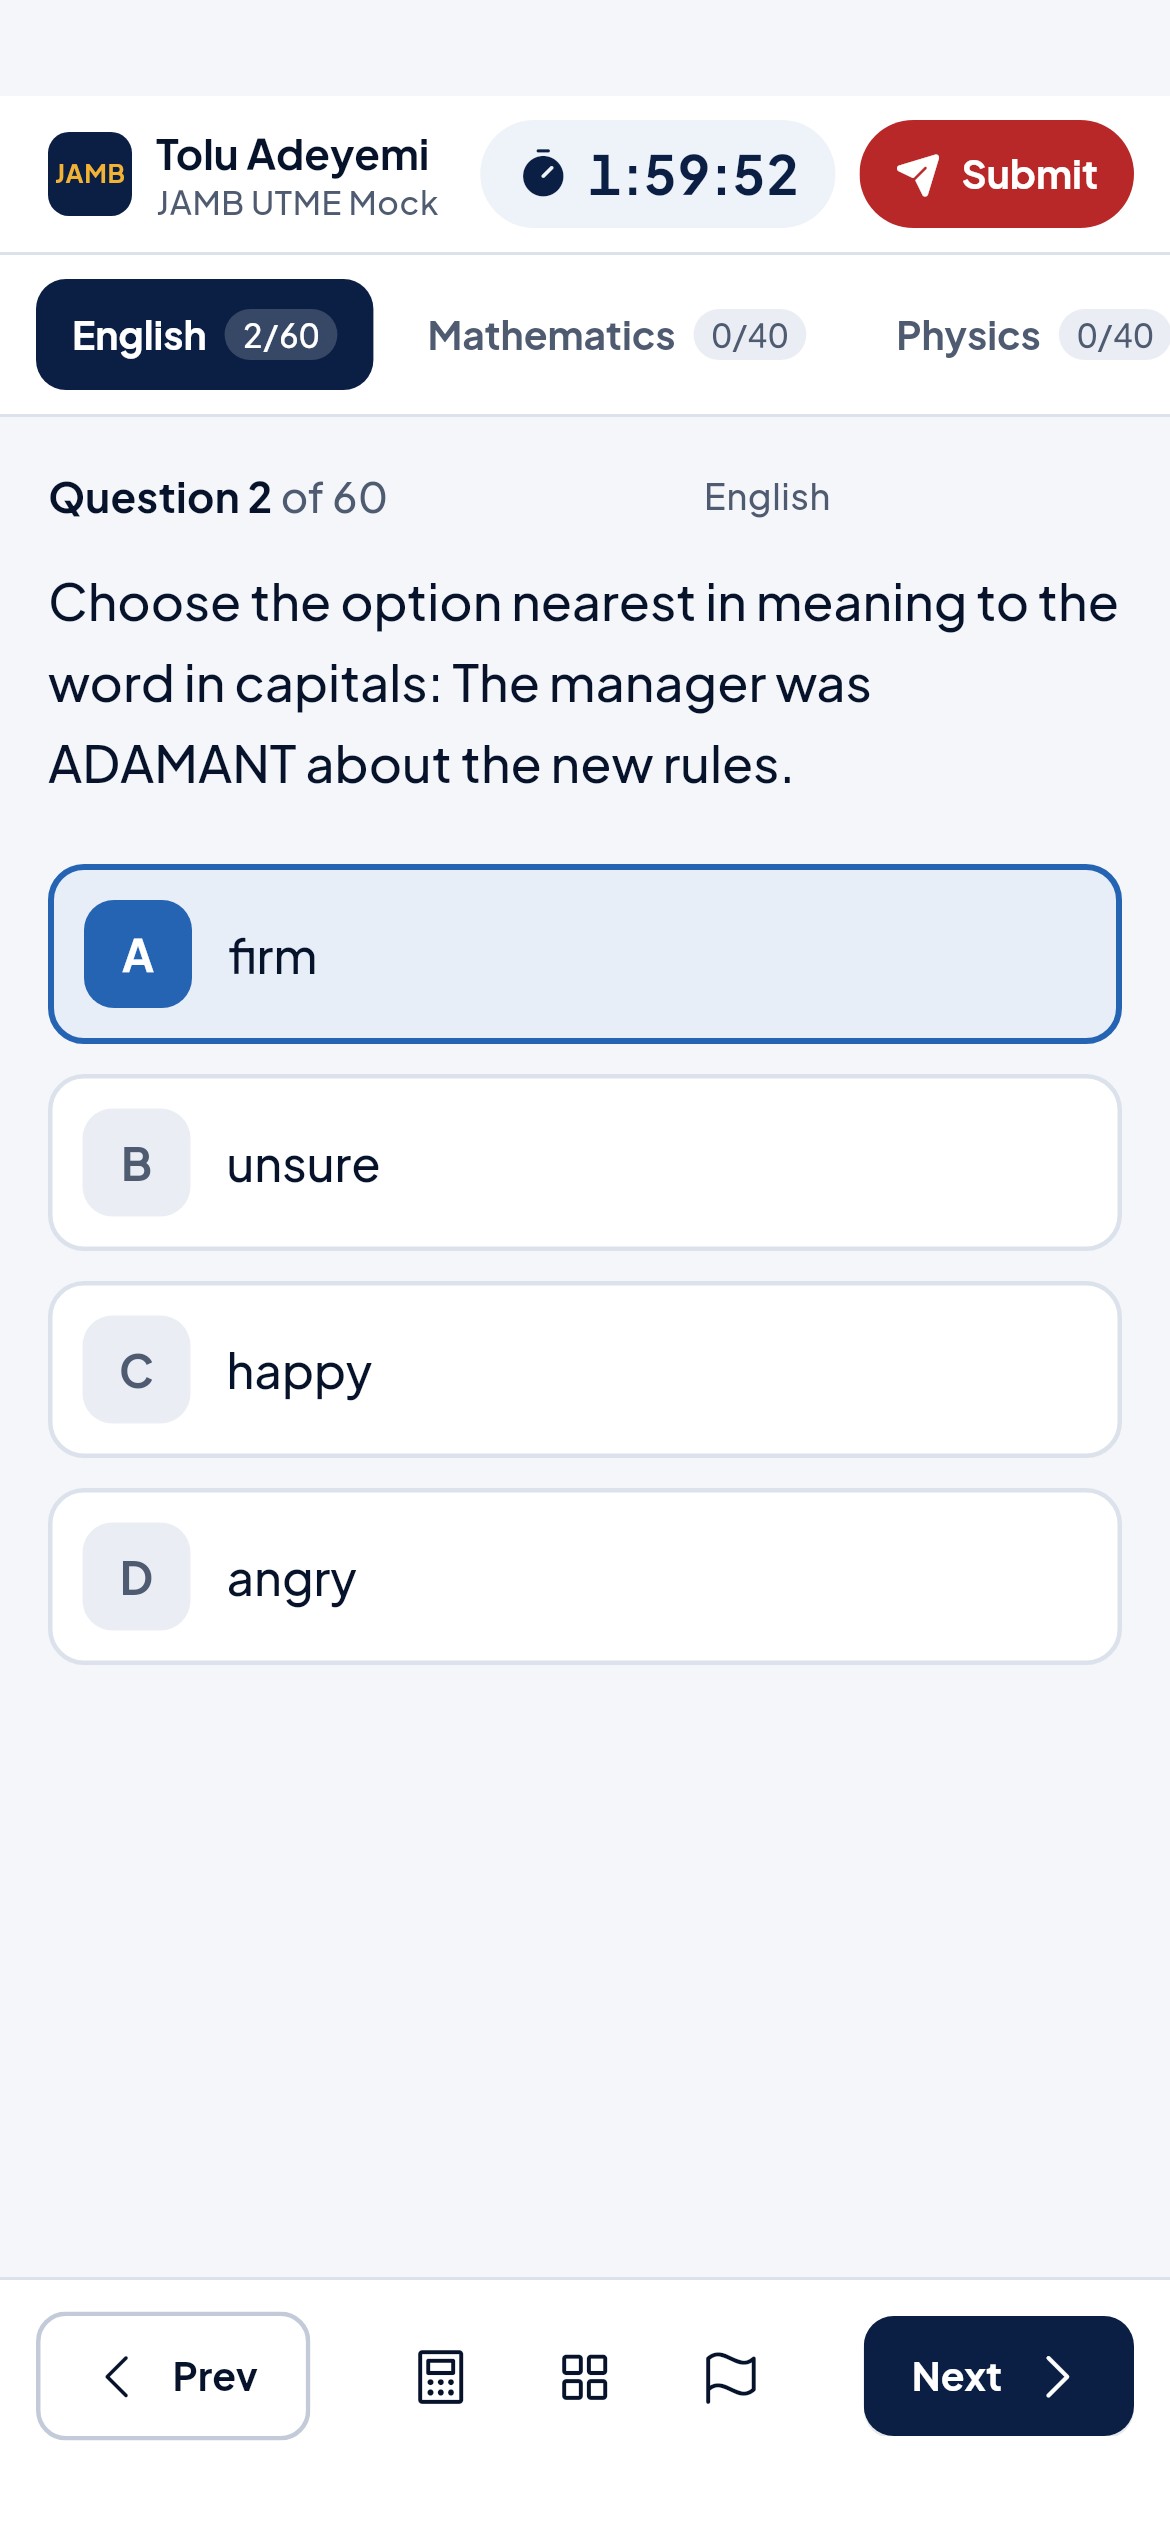 JAMB
Tolu Adeyemi
JAMB UTME Mock
1:59:52
Submit
English 2/60
Mathematics 0/40
Physics 0/40
Question 2 of 60
English
Choose the option nearest in meaning to the
word in capitals: The manager was
ADAMANT about the new rules.
A firm
B unsure
C happy
D angry
Prev
Next